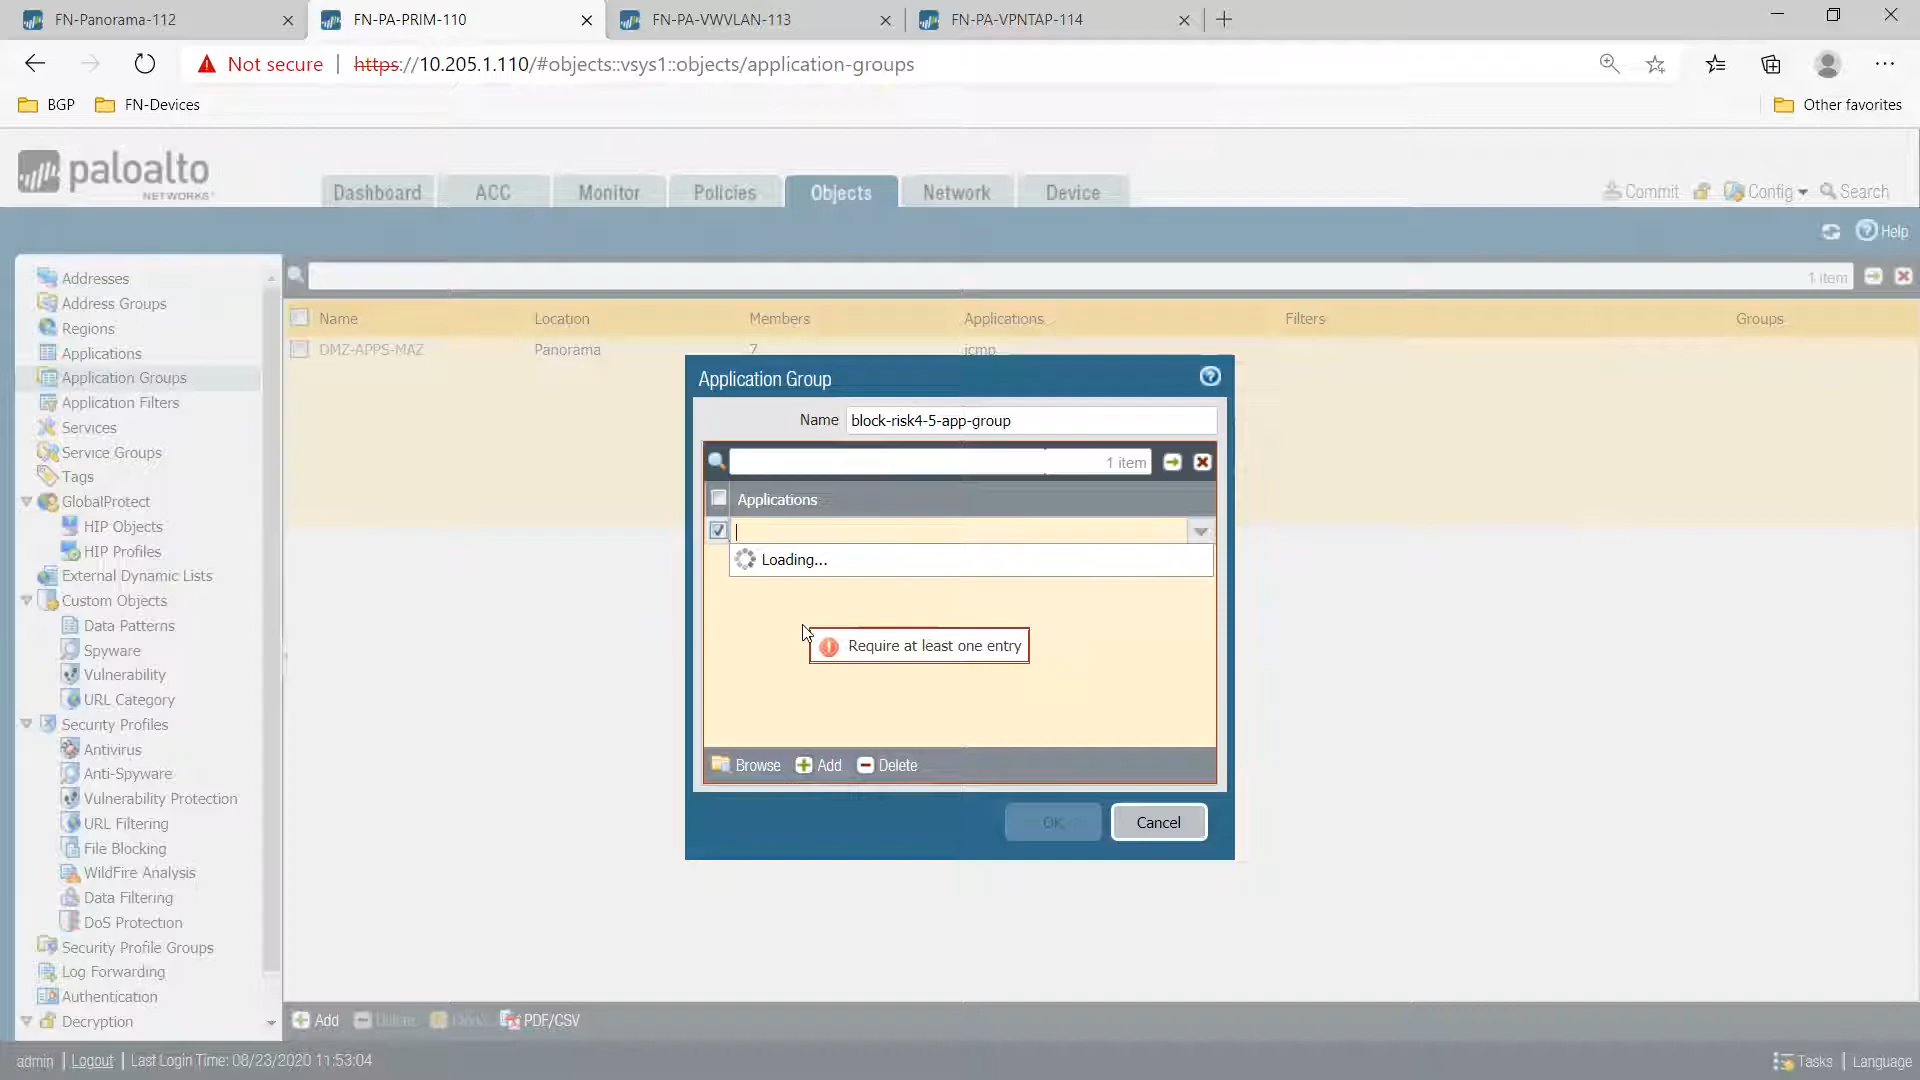 FN-Panorama-112
FN-PA-PRIM-110
FN-PA-VWVLAN-113
FN-PA-VPNTAP-114
Not secure | https://10.205.1.110/#objects::vsys1::objects/application-groups
BGP
FN-Devices
Other favorites
paloalto
NETWORKS
Dashboard
ACC
Monitor
Policies
Objects
Network
Device
Commit
Config
Search
Help
Addresses
Address Groups
Regions
Applications
Application Groups
Application Filters
Services
Service Groups
Tags
GlobalProtect
HIP Objects
HIP Profiles
External Dynamic Lists
Custom Objects
Data Patterns
Spyware
Vulnerability
URL Category
Security Profiles
Antivirus
Anti-Spyware
Vulnerability Protection
URL Filtering
File Blocking
WildFire Analysis
Data Filtering
DoS Protection
Security Profile Groups
Log Forwarding
Authentication
Decryption
1 item
Name Location Members Applications Filters Groups
DMZ-APPS-MAZ Panorama 7 icmp
Application Group
Name block-risk4-5-app-group
1 item
Applications
Loading...
Require at least one entry
Browse Add Delete
OK Cancel
Add Delete PDF/CSV
admin | Logout | Last Login Time: 08/23/2020 11:53:04
Tasks | Language